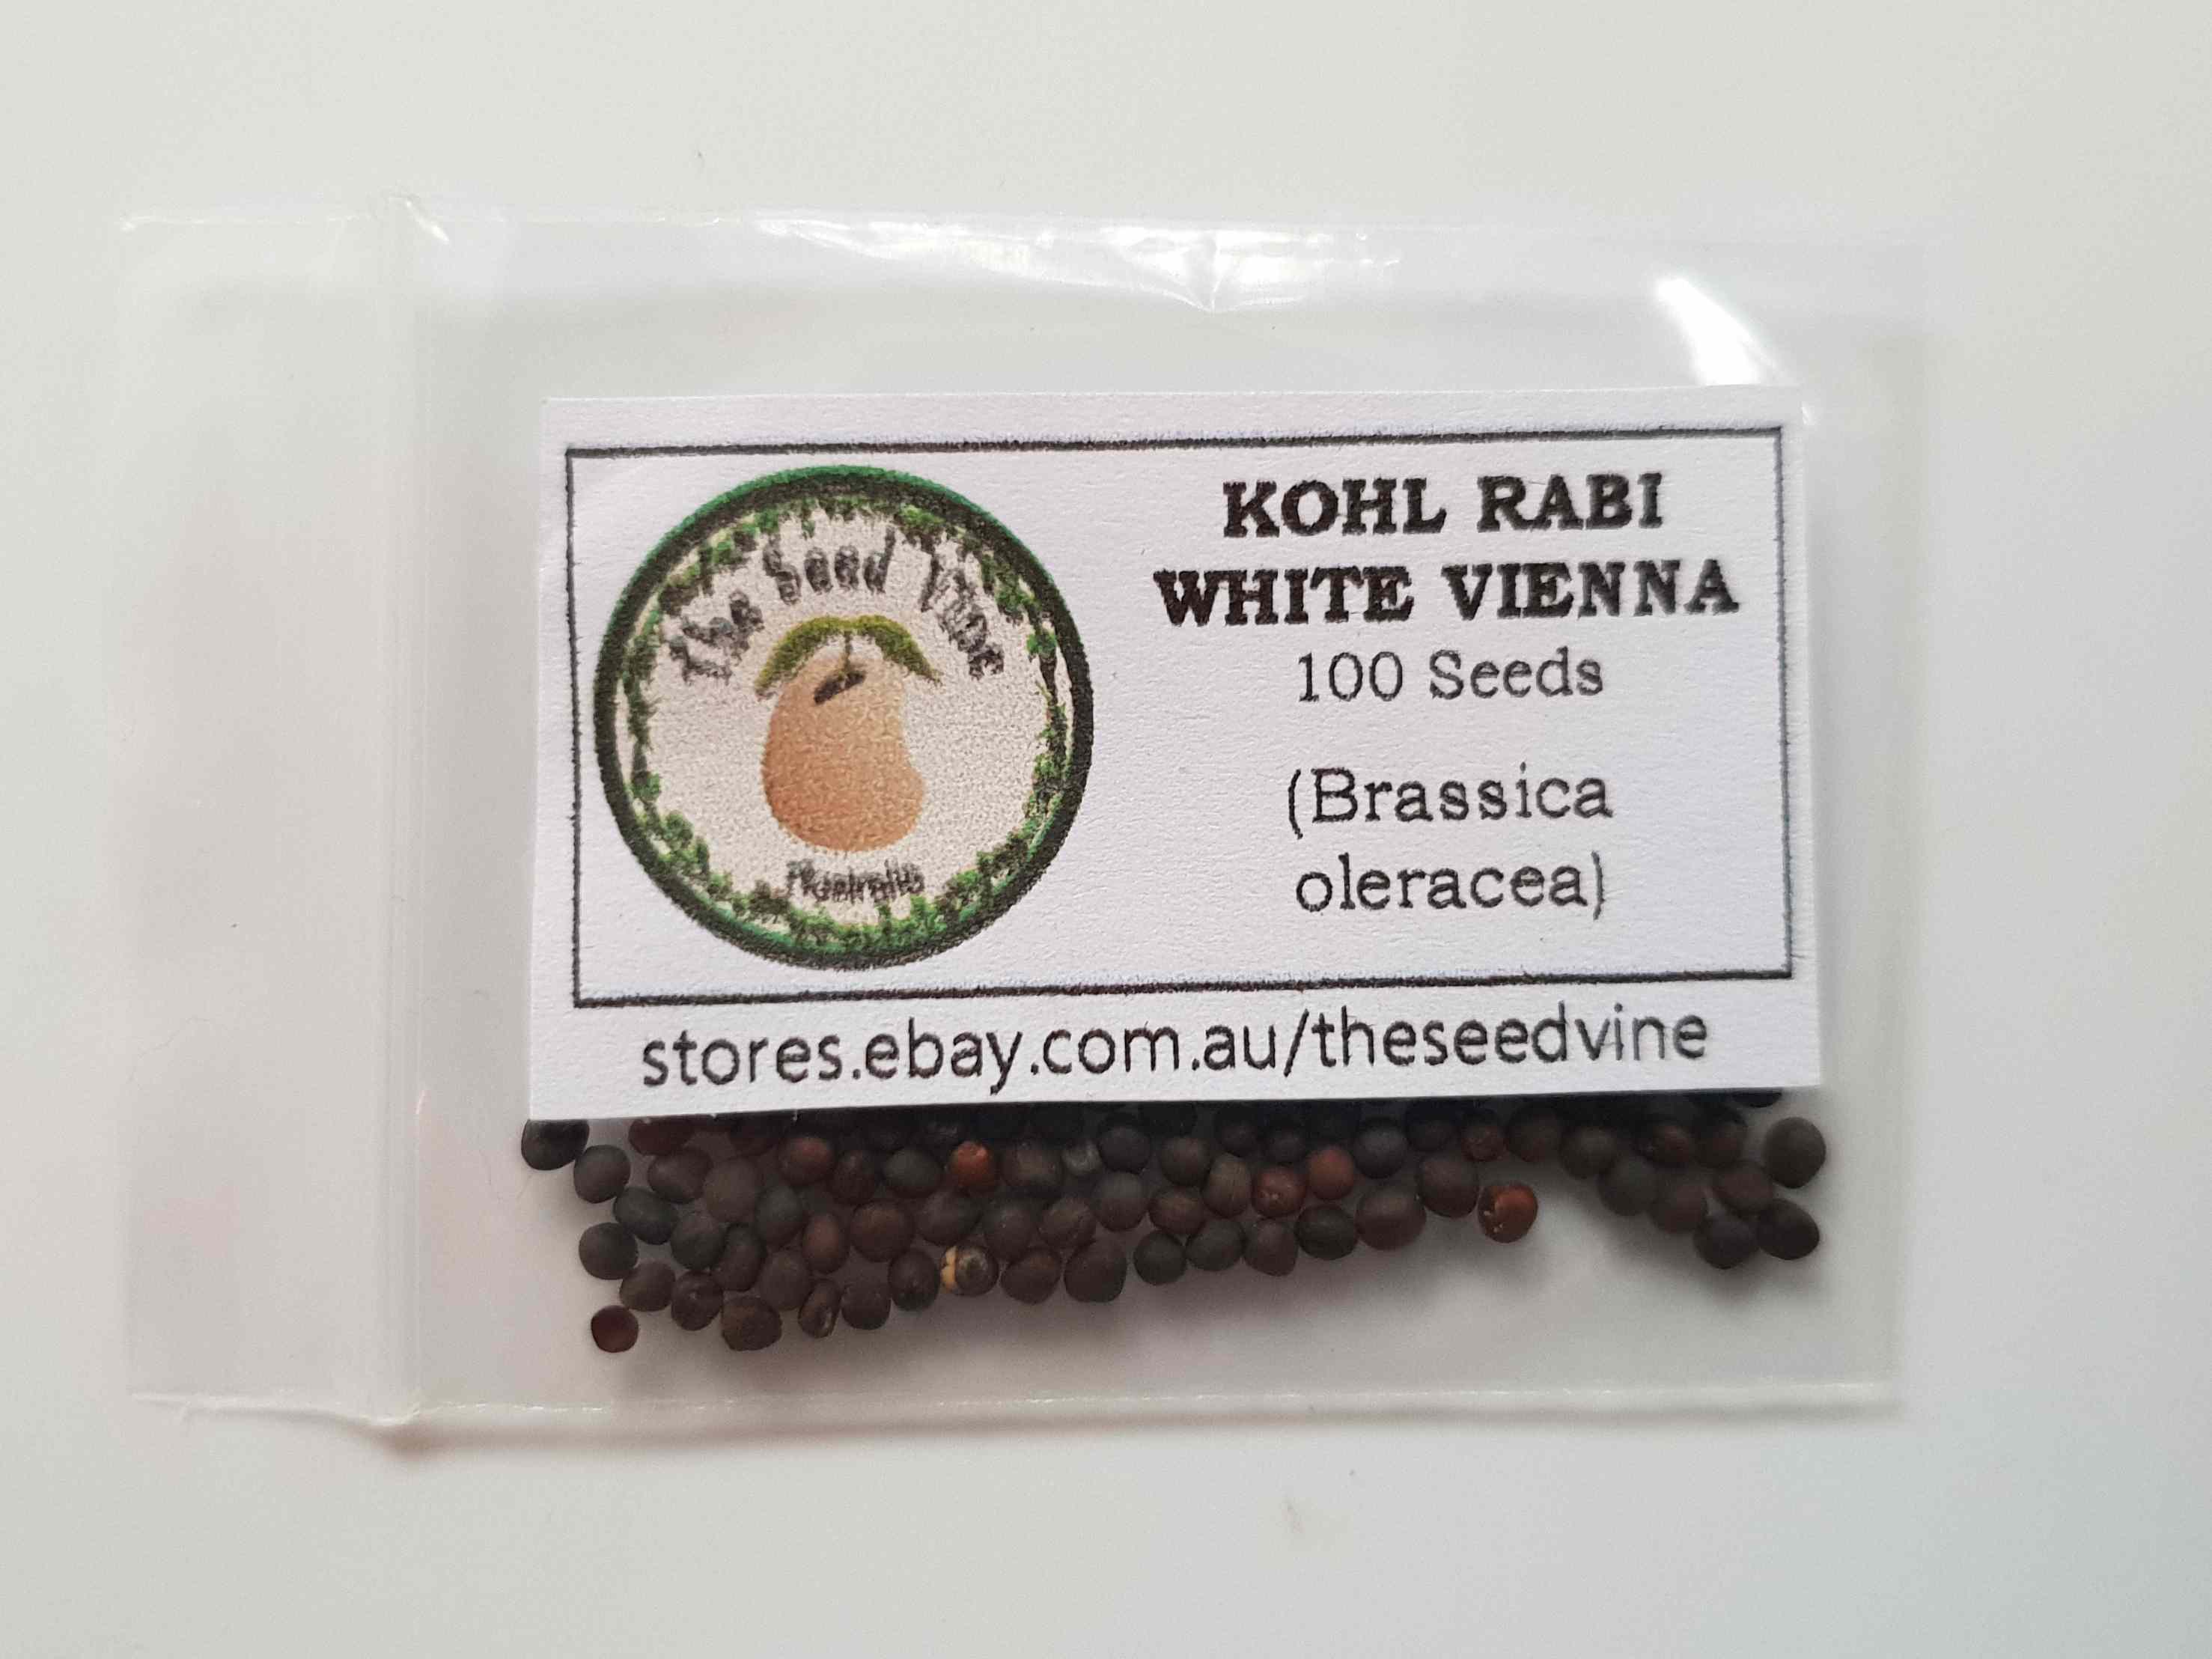 The Seed Vine
Australia
KOHL RABI
WHITE VIENNA
100 Seeds
(Brassica
oleracea)
stores.ebay.com.au/theseedvine